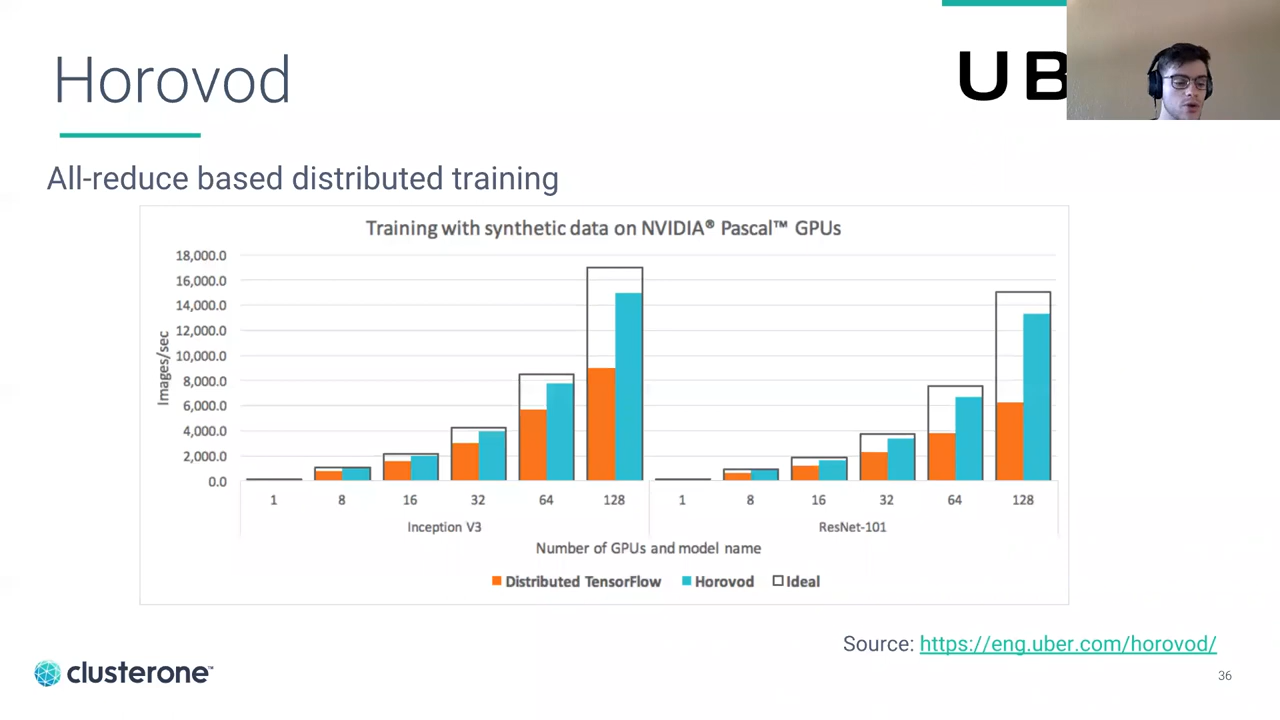 Horovod
UB
All-reduce based distributed training
Training with synthetic data on NVIDIA® Pascal™ GPUs
18,000.0
16,000.0
14,000.0
12,000.0
10,000.0
8,000.0
6,000.0
4,000.0
2,000.0
0.0
Images/sec
1 8 16 32 64 128 1 8 16 32 64 128
Inception V3 ResNet-101
Number of GPUs and model name
Distributed TensorFlow Horovod Ideal
Source: https://eng.uber.com/horovod/
clusterone™
36